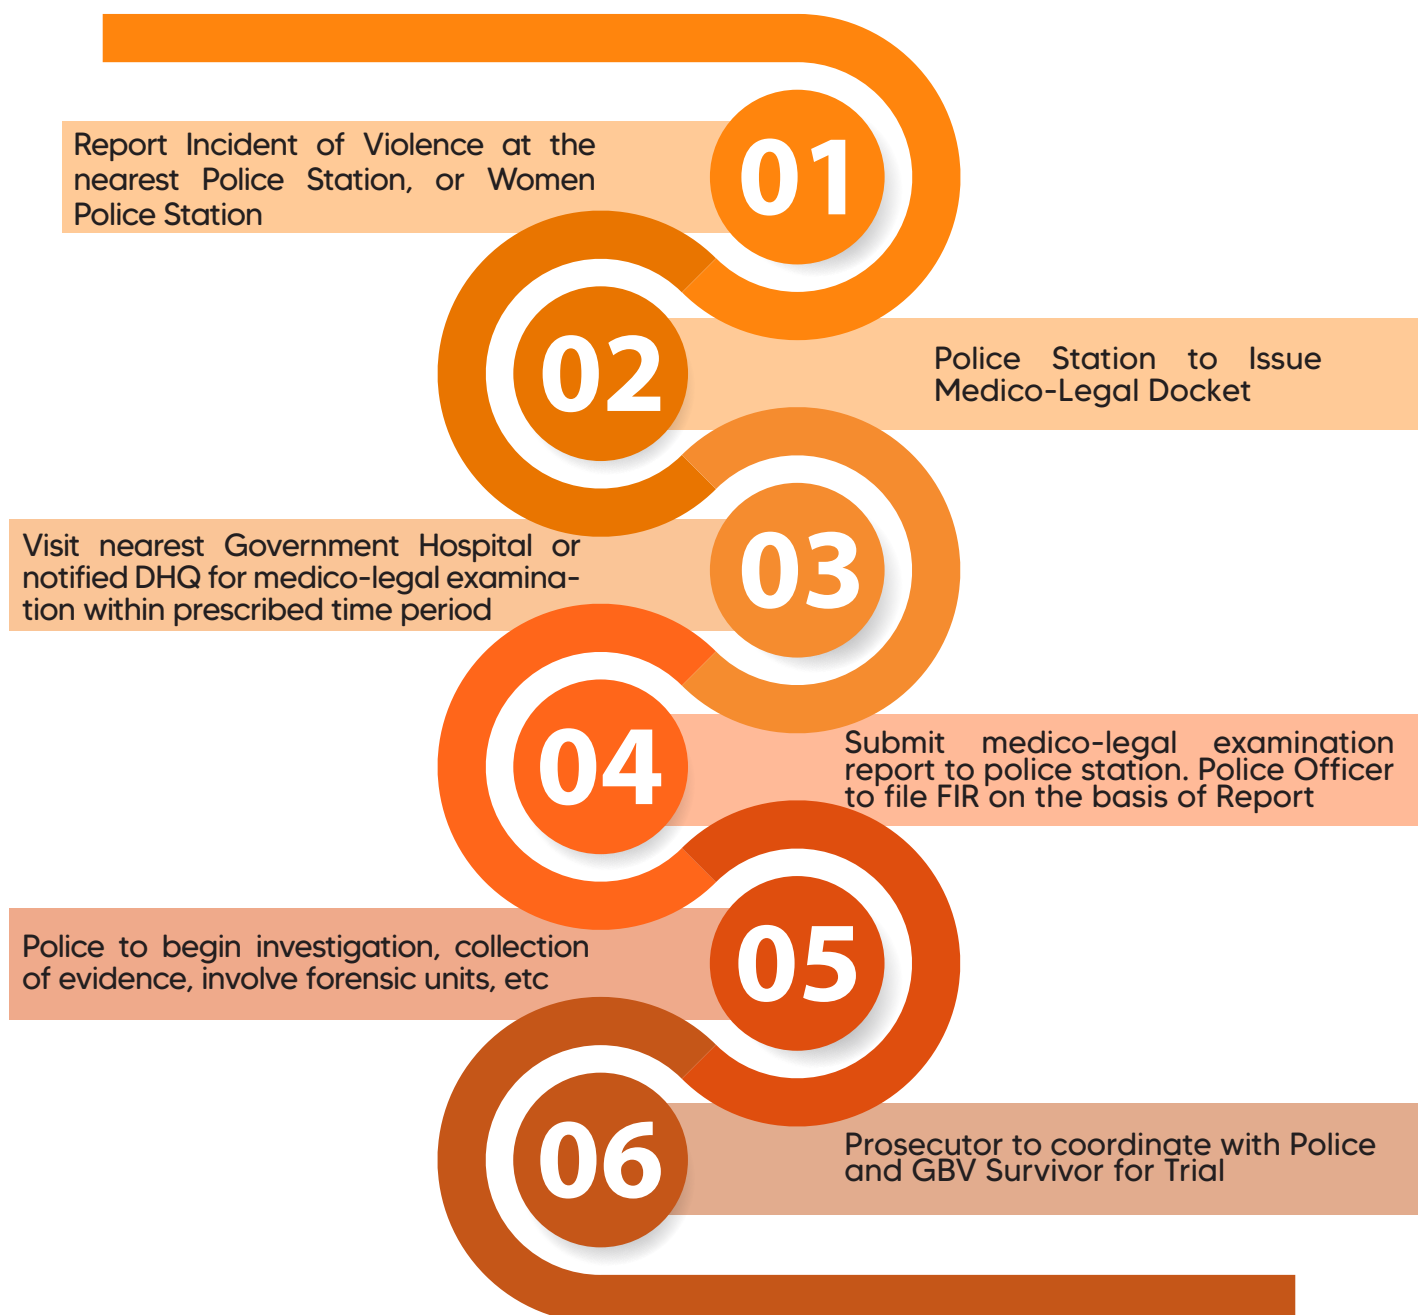 01
Report Incident of Violence at the
nearest Police Station, or Women
Police Station
02
Police Station to Issue
Medico-Legal Docket
03
Visit nearest Government Hospital or
notified DHQ for medico-legal examina-
tion within prescribed time period
04
Submit medico-legal examination
report to police station. Police Officer
to file FIR on the basis of Report
05
Police to begin investigation, collection
of evidence, involve forensic units, etc
06
Prosecutor to coordinate with Police
and GBV Survivor for Trial